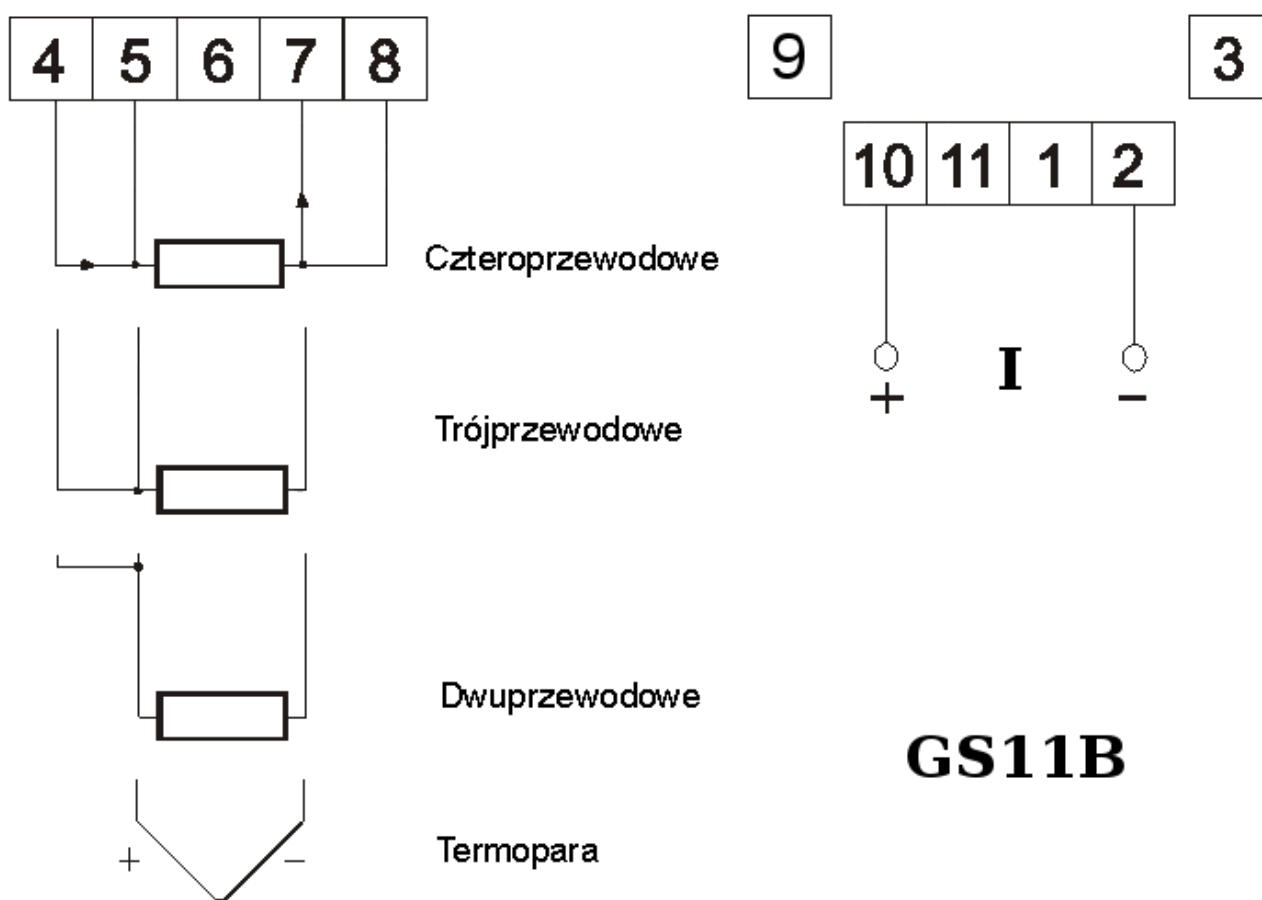 4 5 6 7 8
9
3
10 11 1 2
Czteroprzewodowe
I
+ −
Trójprzewodowe
Dwuprzewodowe
GS11B
+ −
Termopara